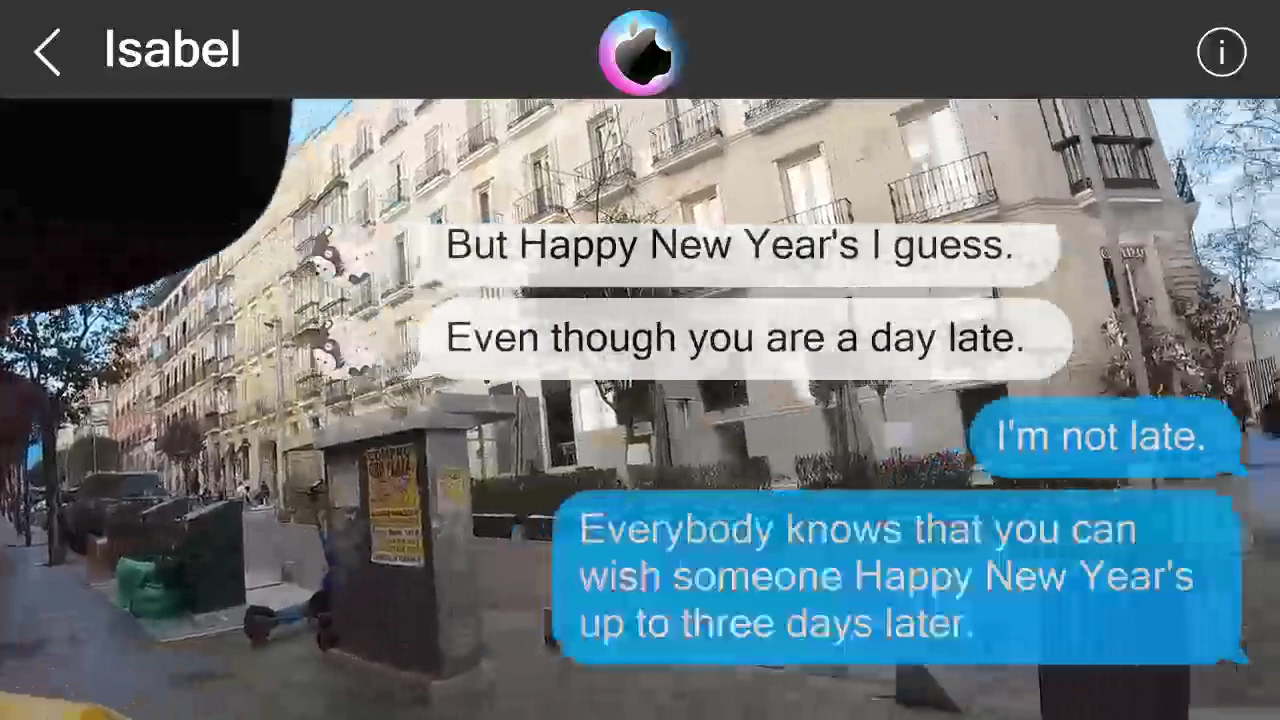 Isabel
But Happy New Year's I guess.
Even though you are a day late.
I'm not late.
Everybody knows that you can
wish someone Happy New Year's
up to three days later.